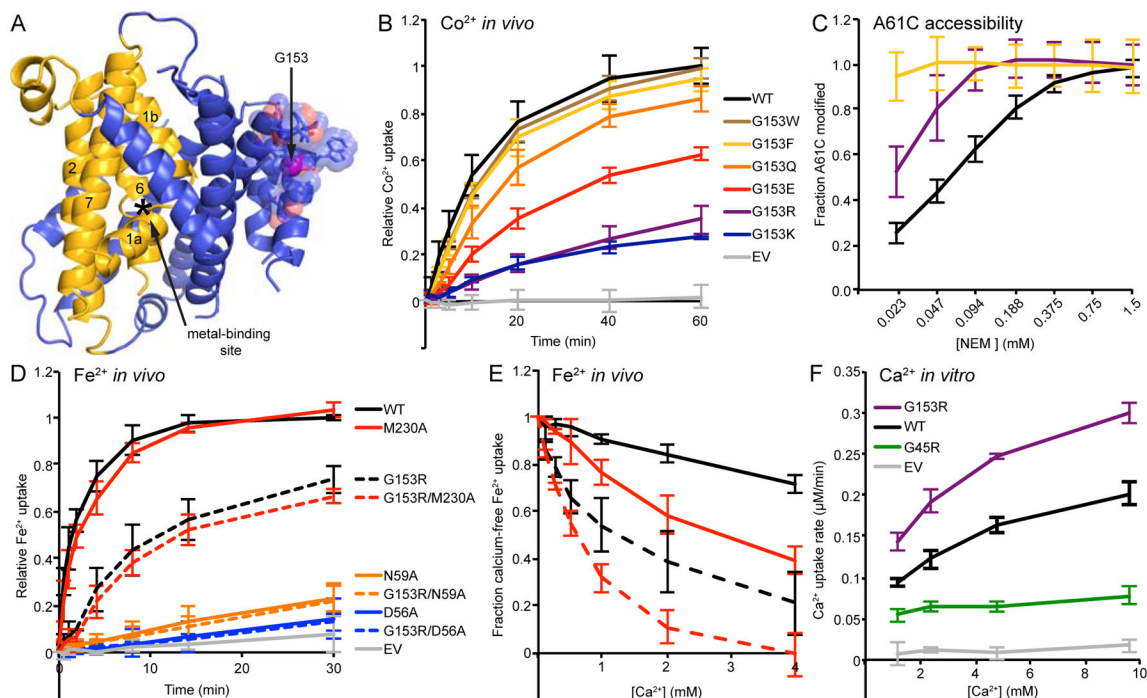 A
G153
1b
2
6
7
1a
metal-binding
site
B
Co²⁺ in vivo
Relative Co²⁺ uptake
1.2
1
0.8
0.6
0.4
0.2
0
20
40
60
Time (min)
WT
G153W
G153F
G153Q
G153E
G153R
G153K
EV
C
A61C accessibility
Fraction A61C modified
1.2
1.0
0.8
0.6
0.4
1.2
0.0
0.023
0.047
0.094
0.188
0.375
0.75
1.5
[NEM ] (mM)
D
Fe²⁺ in vivo
Relative Fe²⁺ uptake
1.2
1
0.8
0.6
0.4
0.2
0
0
10
20
30
Time (min)
WT
M230A
G153R
G153R/M230A
N59A
G153R/N59A
D56A
G153R/D56A
EV
E
Fe²⁺ in vivo
Fraction calcium-free Fe²⁺ uptake
1.2
1
0.8
0.6
0.4
0.2
0
1
2
3
4
[Ca²⁺] (mM)
F
Ca²⁺ in vitro
Ca²⁺ uptake rate (µM/min)
0.35
0.3
0.25
0.2
0.15
0.1
0.05
0
0
2
4
6
8
10
[Ca²⁺] (mM)
G153R
WT
G45R
EV